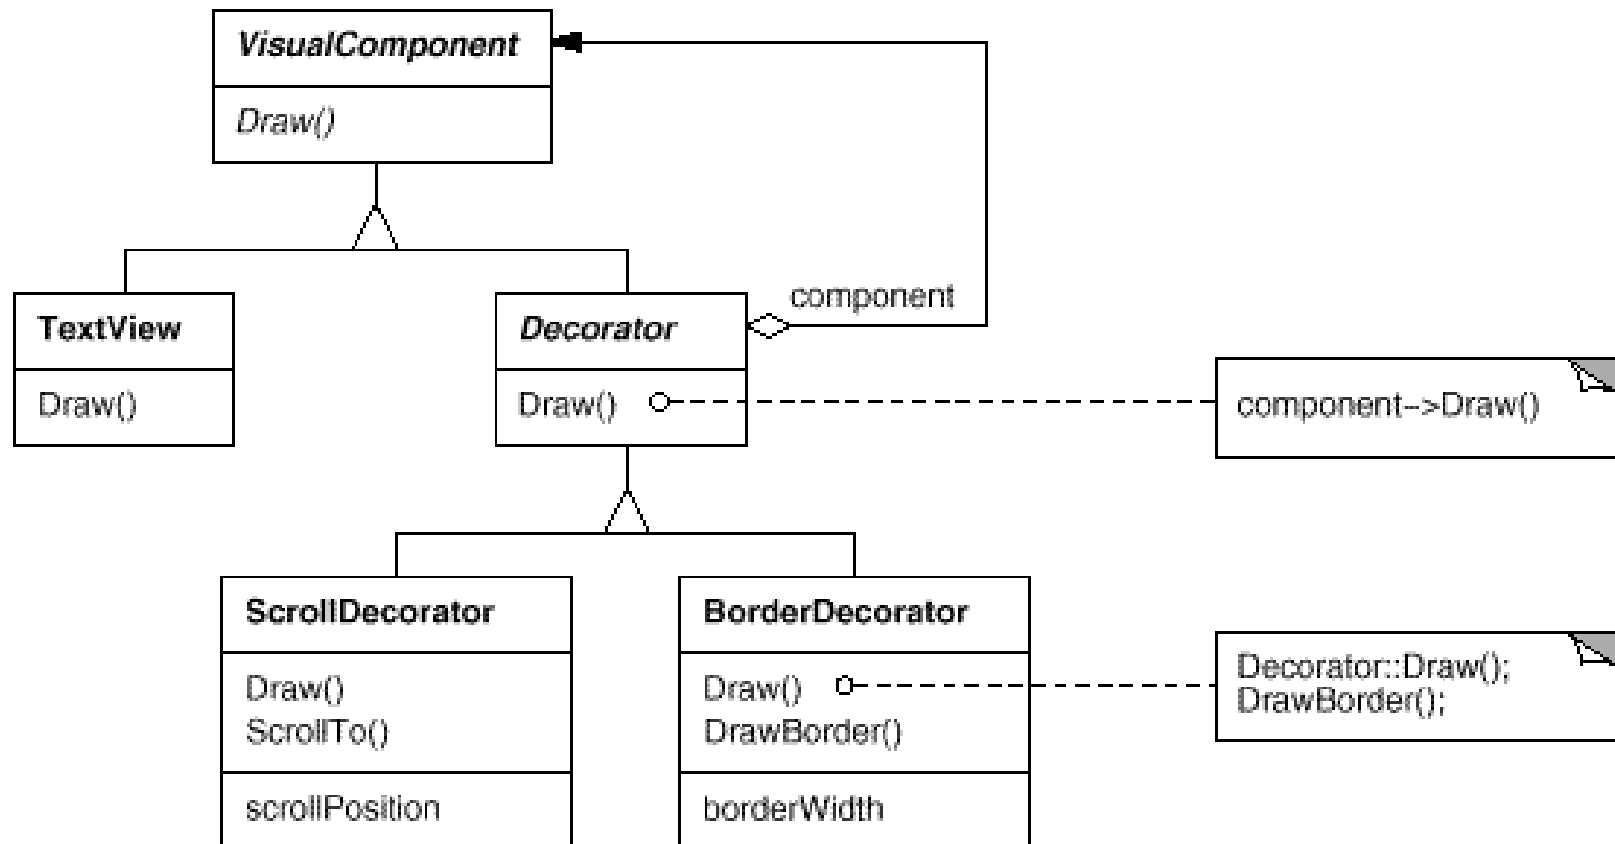 VisualComponent
Draw()
component
TextView
Draw()
Decorator
Draw()
component->Draw()
ScrollDecorator
Draw()
ScrollTo()
scrollPosition
BorderDecorator
Draw()
DrawBorder()
borderWidth
Decorator::Draw();
DrawBorder();